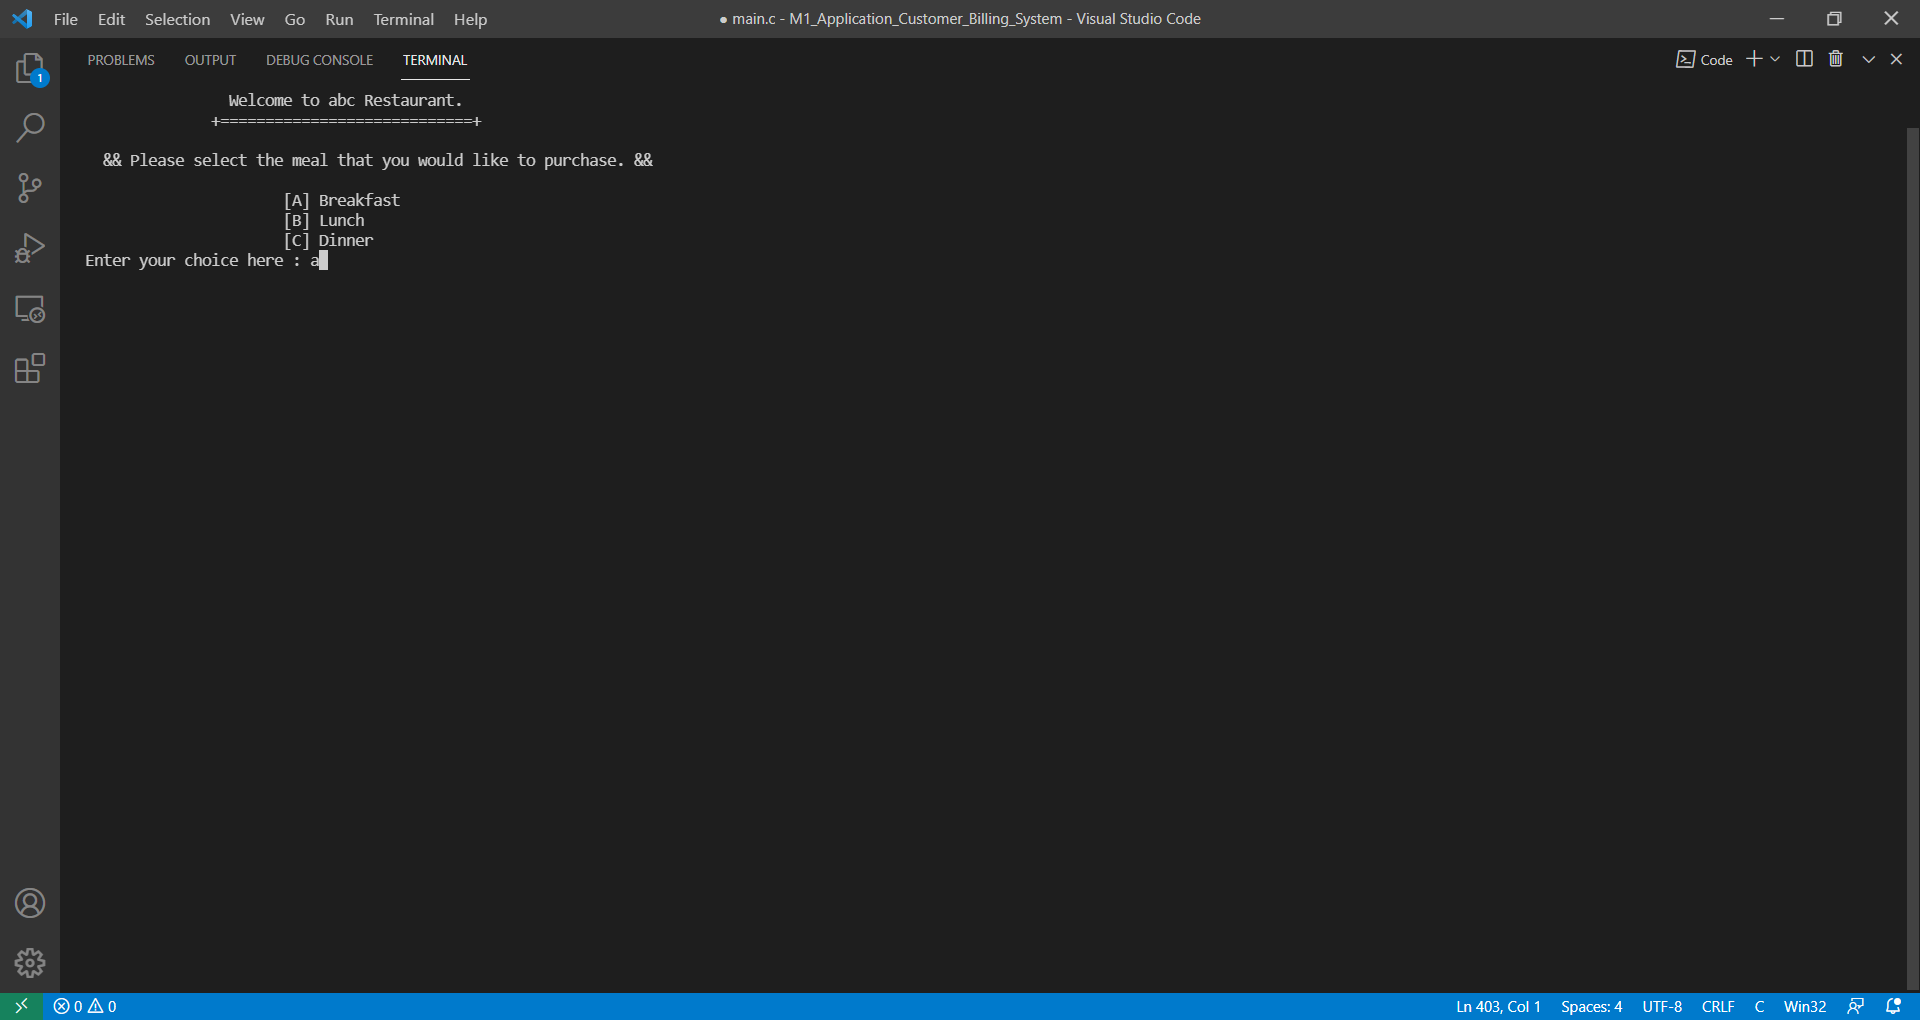 File Edit Selection View Go Run Terminal Help
● main.c - M1_Application_Customer_Billing_System - Visual Studio Code
PROBLEMS OUTPUT DEBUG CONSOLE TERMINAL
Code
1
Welcome to abc Restaurant.
+============================+
&& Please select the meal that you would like to purchase. &&
[A] Breakfast
[B] Lunch
[C] Dinner
Enter your choice here : a
0 0
Ln 403, Col 1 Spaces: 4 UTF-8 CRLF C Win32